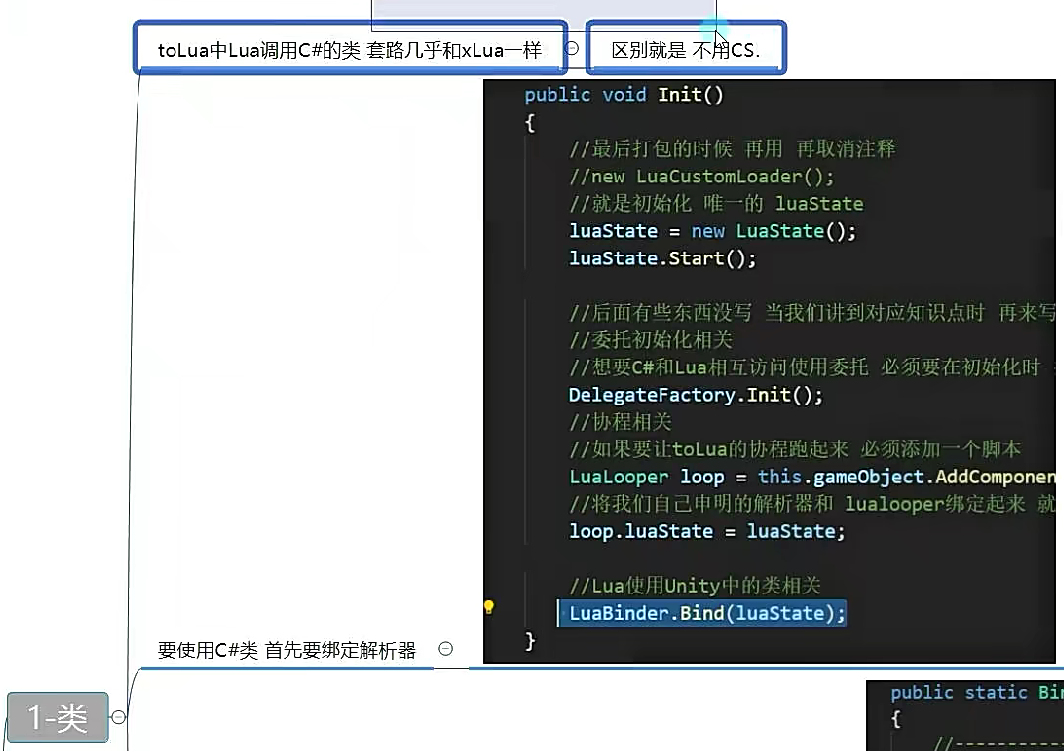 toLua中Lua调用C#的类 套路几乎和xLua一样
区别就是 不用CS.
public void Init()
{
//最后打包的时候 再用 再取消注释
//new LuaCustomLoader();
//就是初始化 唯一的 luaState
luaState = new LuaState();
luaState.Start();
//后面有些东西没写 当我们讲到对应知识点时 再来写
//委托初始化相关
//想要C#和Lua相互访问使用委托 必须要在初始化时
DelegateFactory.Init();
//协程相关
//如果要让toLua的协程跑起来 必须添加一个脚本
LuaLooper loop = this.gameObject.AddComponen
//将我们自己申明的解析器和 lualooper绑定起来 就
loop.luaState = luaState;
//Lua使用Unity中的类相关
LuaBinder.Bind(luaState);
}
要使用C#类 首先要绑定解析器
1-类
public static Bin
{
//-----------